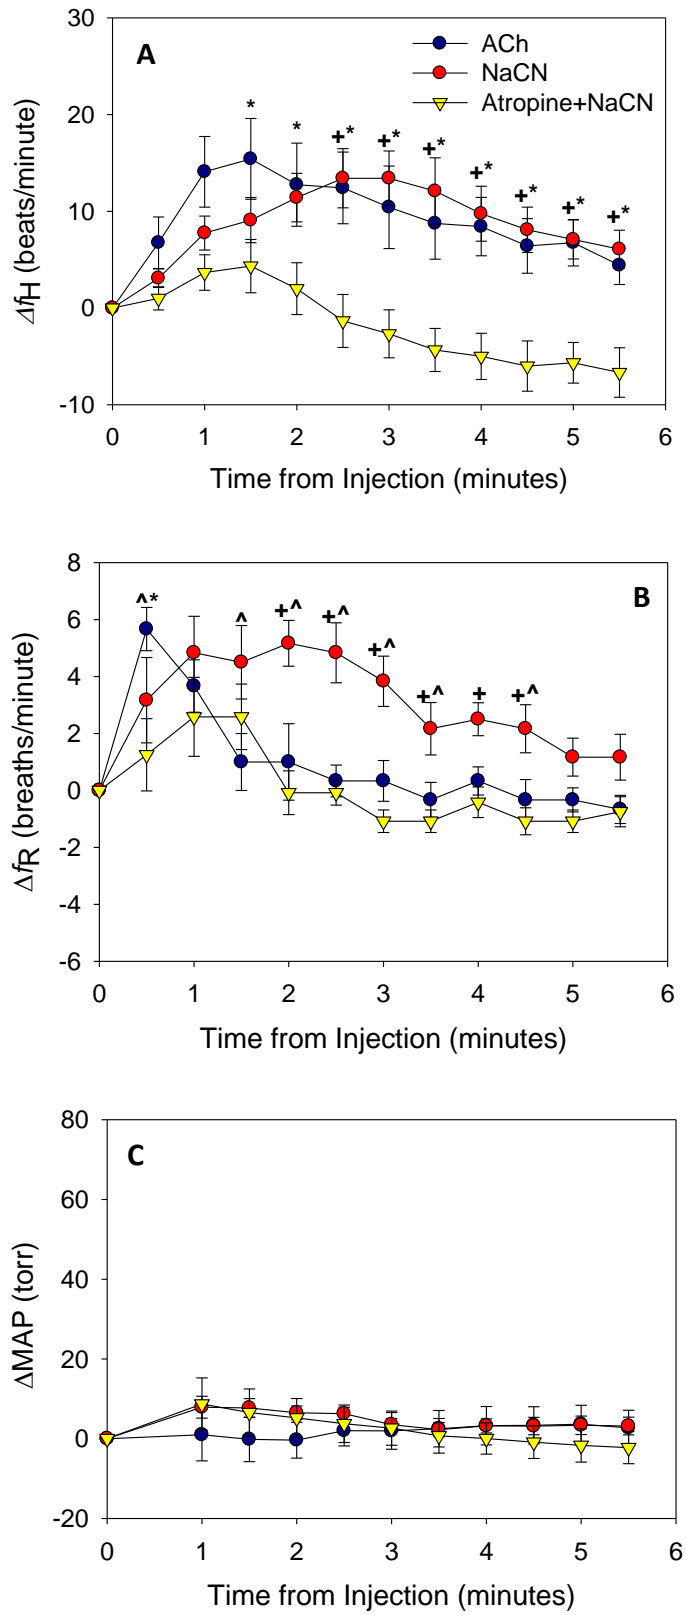 30
A
ACh
NaCN
Atropine+NaCN
20
* * +* +* +* +* +* +* +*
10
0
-10
ΔfH (beats/minute)
0 1 2 3 4 5 6
Time from Injection (minutes)
8
B
^* ^ +^ +^ +^ +^ + +^
6
4
2
0
-2
-4
-6
ΔfR (breaths/minute)
0 1 2 3 4 5 6
Time from Injection (minutes)
80
C
60
40
20
0
-20
ΔMAP (torr)
0 1 2 3 4 5 6
Time from Injection (minutes)